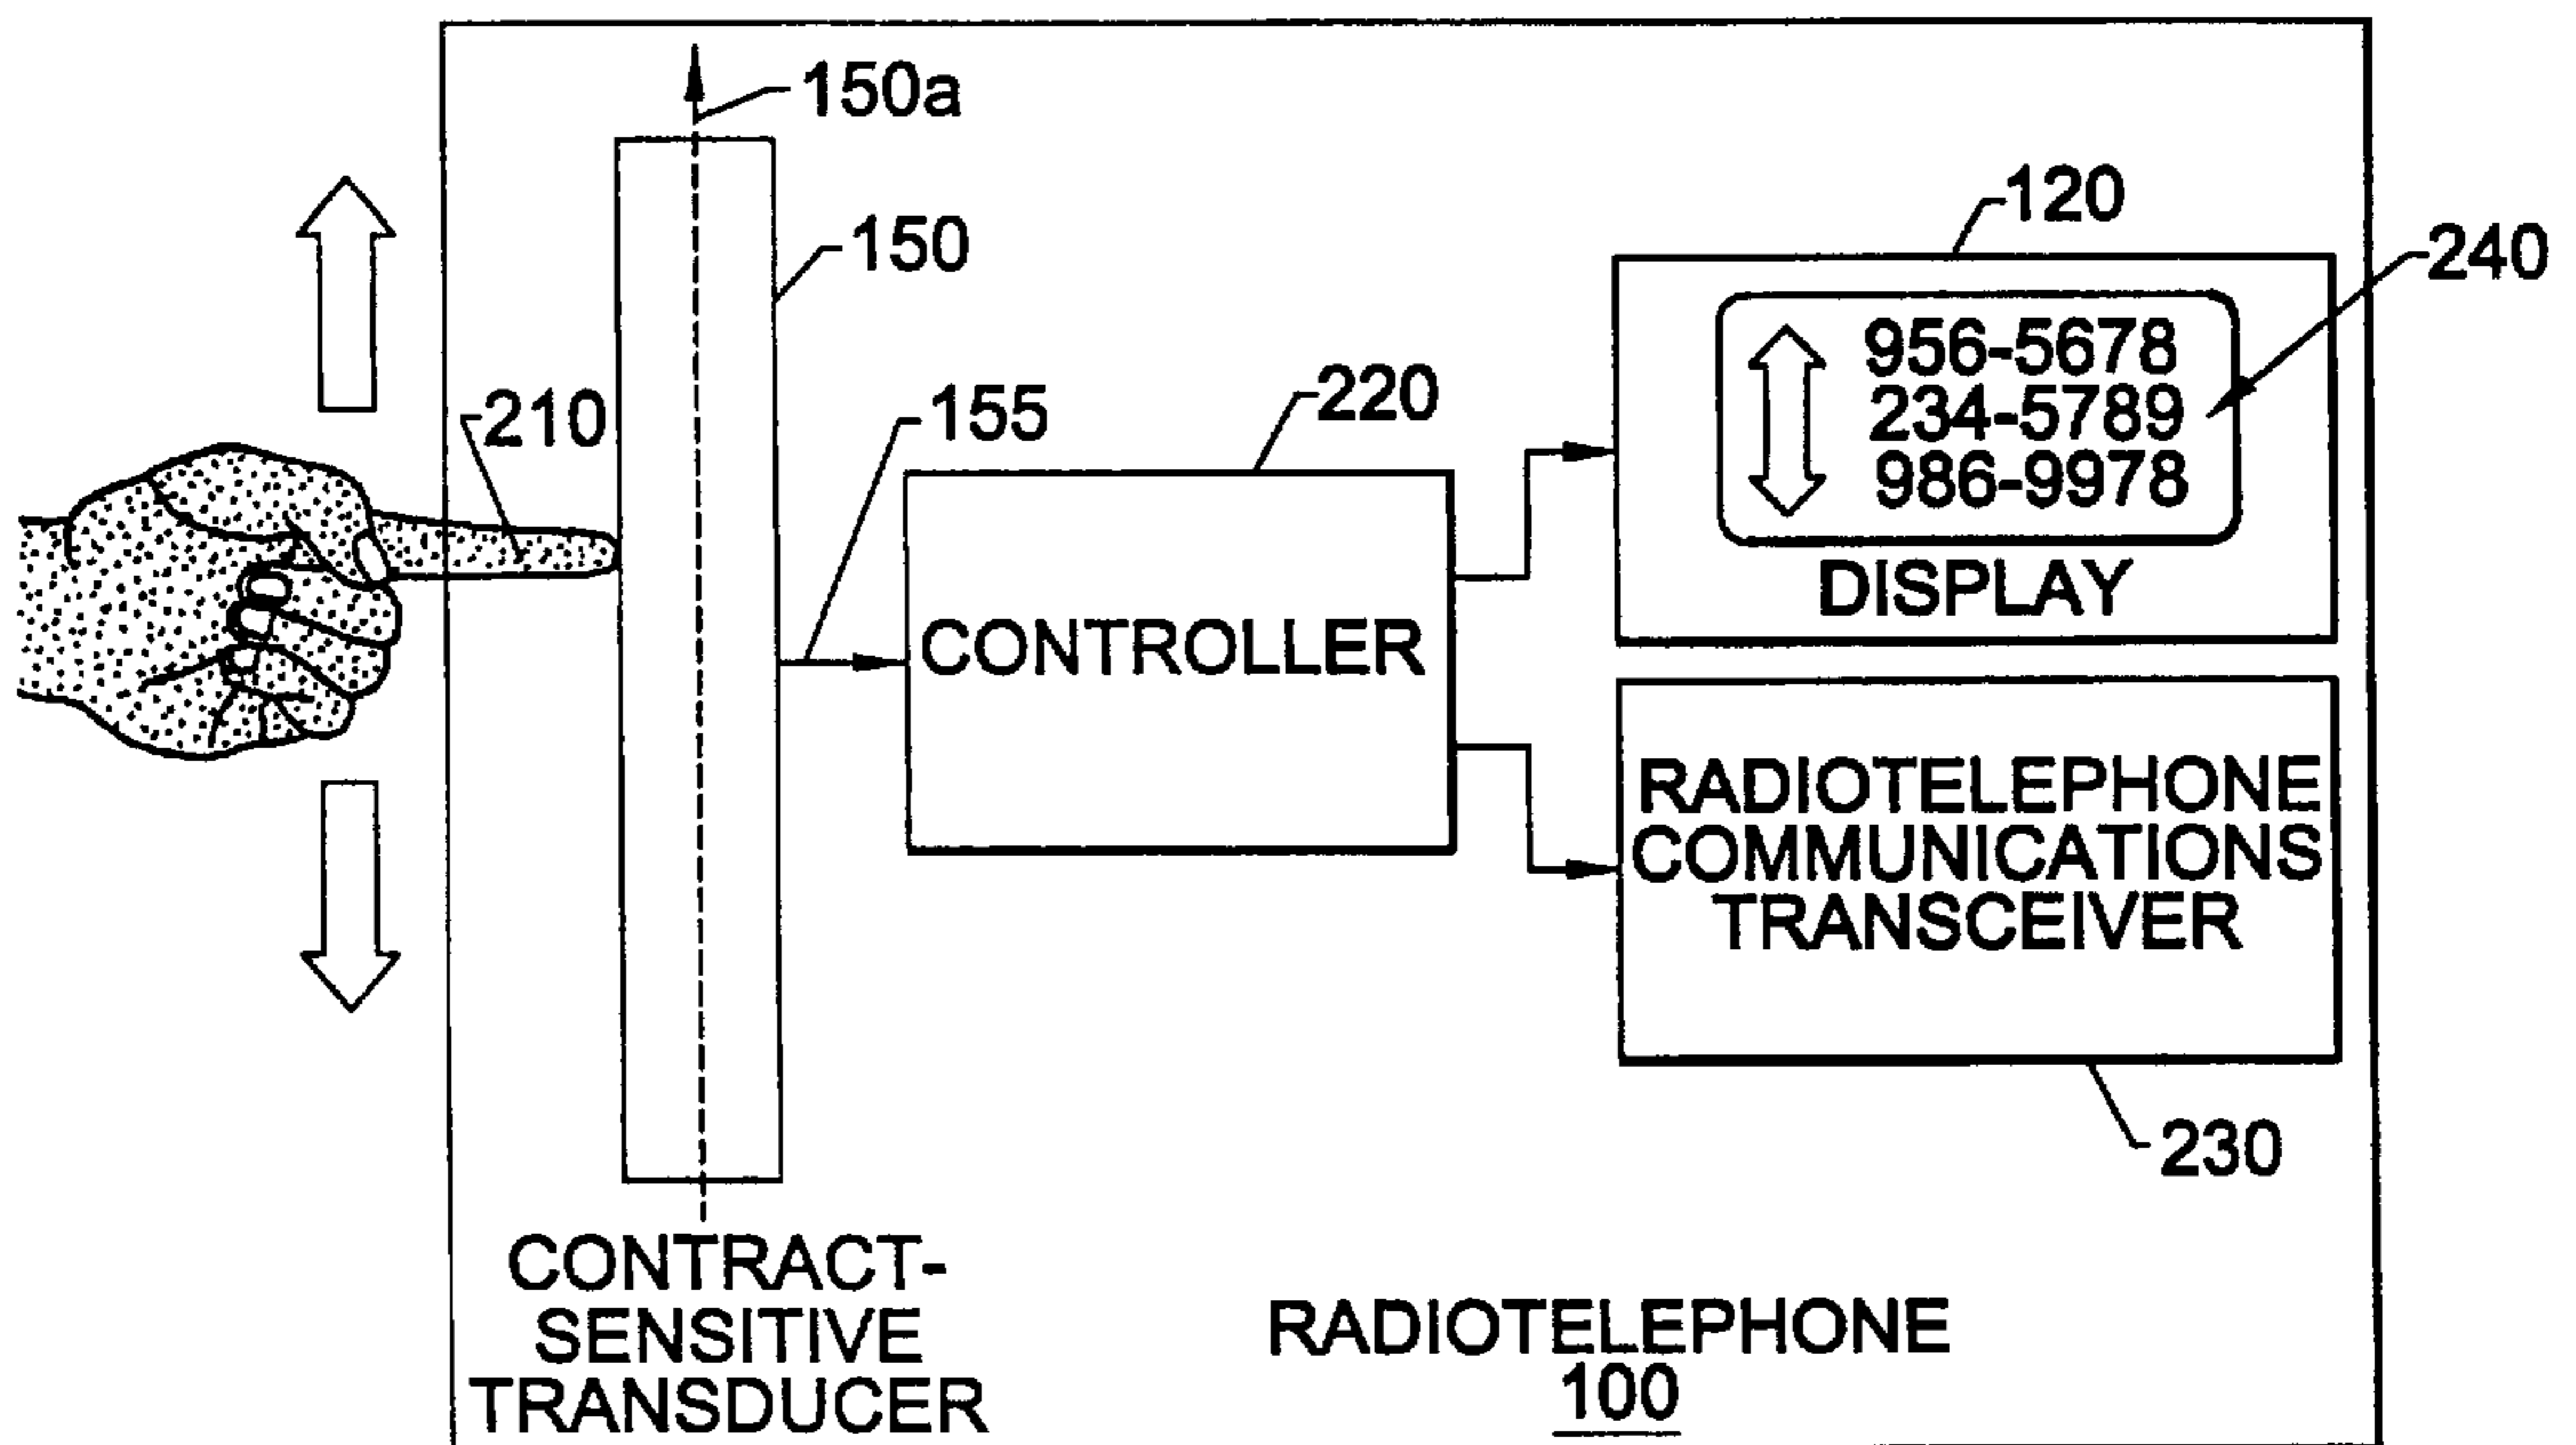 150a
150
120
240
956-5678
234-5789
986-9978
DISPLAY
210
155
220
CONTROLLER
RADIOTELEPHONE
COMMUNICATIONS
TRANSCEIVER
230
CONTRACT-
SENSITIVE
TRANSDUCER
RADIOTELEPHONE
100